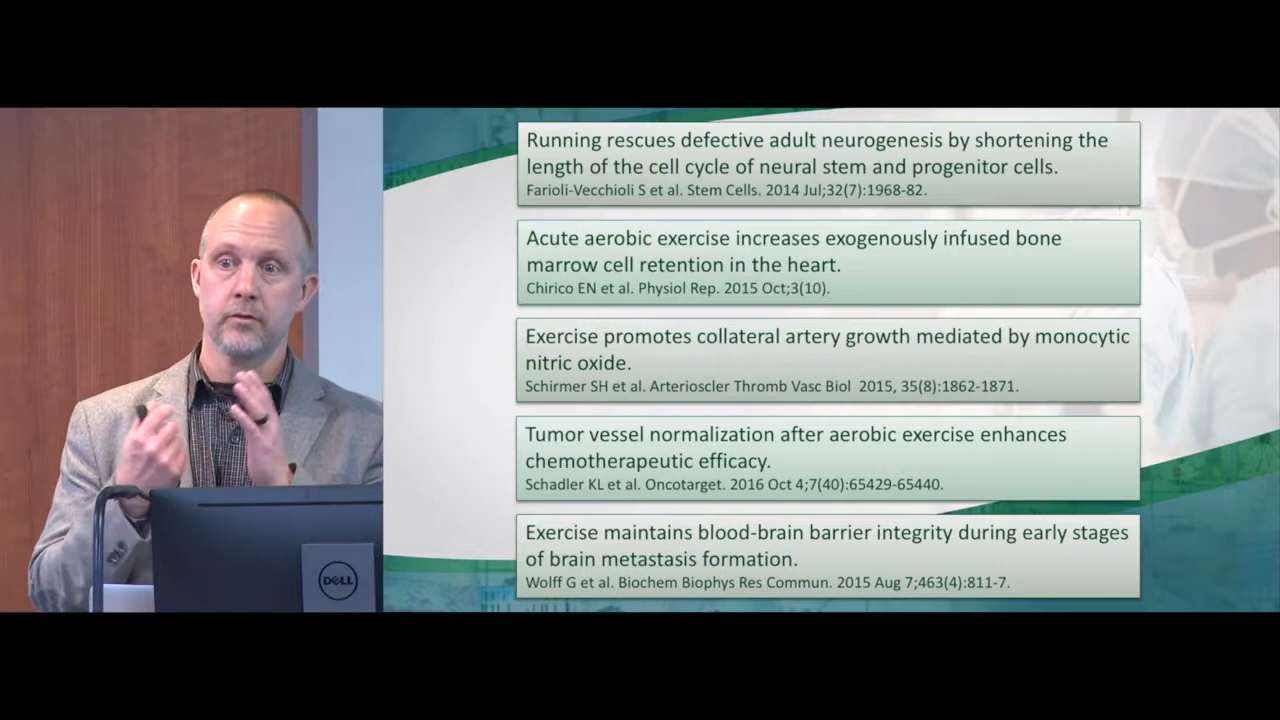 Running rescues defective adult neurogenesis by shortening the
length of the cell cycle of neural stem and progenitor cells.
Farioli-Vecchioli S et al. Stem Cells. 2014 Jul;32(7):1968-82.
Acute aerobic exercise increases exogenously infused bone
marrow cell retention in the heart.
Chirico EN et al. Physiol Rep. 2015 Oct;3(10).
Exercise promotes collateral artery growth mediated by monocytic
nitric oxide.
Schirmer SH et al. Arterioscler Thromb Vasc Biol  2015, 35(8):1862-1871.
Tumor vessel normalization after aerobic exercise enhances
chemotherapeutic efficacy.
Schadler KL et al. Oncotarget. 2016 Oct 4;7(40):65429-65440.
Exercise maintains blood-brain barrier integrity during early stages
of brain metastasis formation.
Wolff G et al. Biochem Biophys Res Commun. 2015 Aug 7;463(4):811-7.
DELL